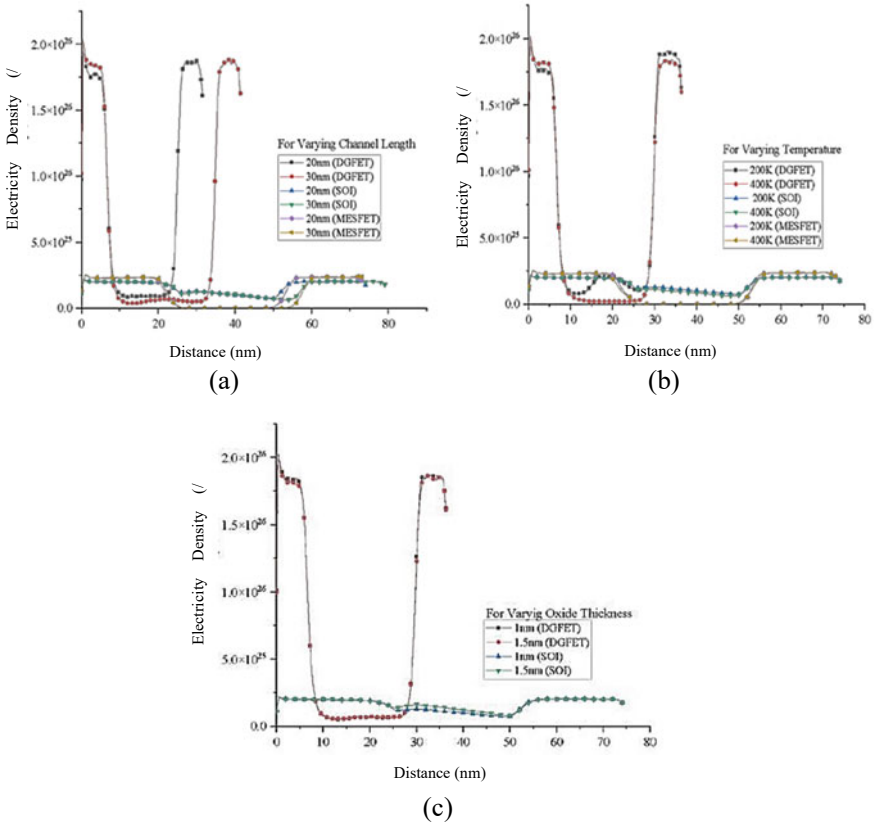 Electricity Density (/
2.0×10²⁶
1.5×10²⁶
1.0×10²⁶
5.0×10²⁵
0.0
0 20 40 60 80
Distance (nm)
For Varying Channel Length
20nm (DGFET)
30nm (DGFET)
20nm (SOI)
30nm (SOI)
20nm (MESFET)
30nm (MESFET)
(a)
Electricity Density (/
2.0×10²⁶
1.5×10²⁶
1.0×10²⁶
5.0×10²⁵
0.0
0 10 20 30 40 50 60 70 80
Distance (nm)
For Varying Temperature
200K (DGFET)
400K (DGFET)
200K (SOI)
400K (SOI)
200K (MESFET)
400K (MESFET)
(b)
Electricity Density (/
2.0×10²⁶
1.5×10²⁶
1.0×10²⁶
5.0×10²⁵
0.0
0 10 20 30 40 50 60 70 80
Distance (nm)
For Varyig Oxide Thickness
1nm (DGFET)
1.5nm (DGFET)
1nm (SOI)
1.5nm (SOI)
(c)